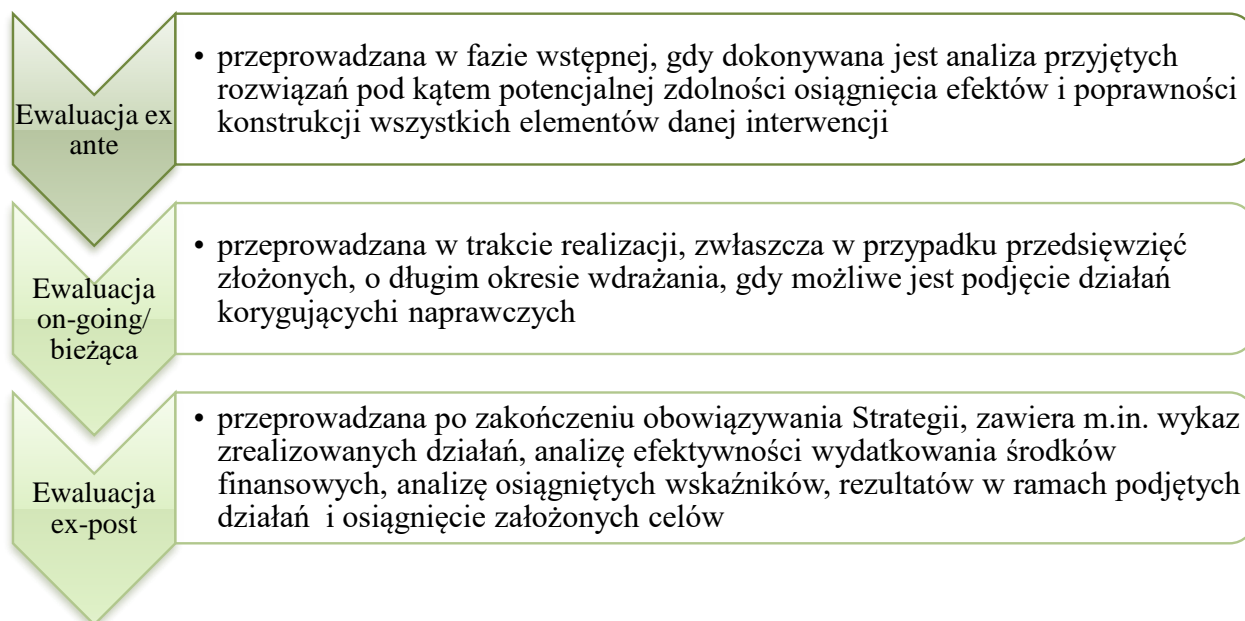 Ewaluacja ex
ante
• przeprowadzana w fazie wstępnej, gdy dokonywana jest analiza przyjętych
rozwiązań pod kątem potencjalnej zdolności osiągnięcia efektów i poprawności
konstrukcji wszystkich elementów danej interwencji
Ewaluacja
on-going/
bieżąca
• przeprowadzana w trakcie realizacji, zwłaszcza w przypadku przedsięwzięć
złożonych, o długim okresie wdrażania, gdy możliwe jest podjęcie działań
korygującychi naprawczych
Ewaluacja
ex-post
• przeprowadzana po zakończeniu obowiązywania Strategii, zawiera m.in. wykaz
zrealizowanych działań, analizę efektywności wydatkowania środków
finansowych, analizę osiągniętych wskaźników, rezultatów w ramach podjętych
działań  i osiągnięcie założonych celów